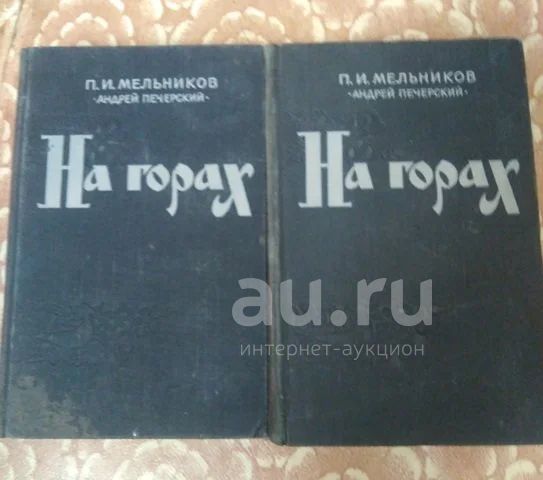 П. И. МЕЛЬНИКОВ
·АНДРЕЙ ПЕЧЕРСКИЙ·
На горах
П. И. МЕЛЬНИКОВ
·АНДРЕЙ ПЕЧЕРСКИЙ·
На горах
au.ru
интернет-аукцион